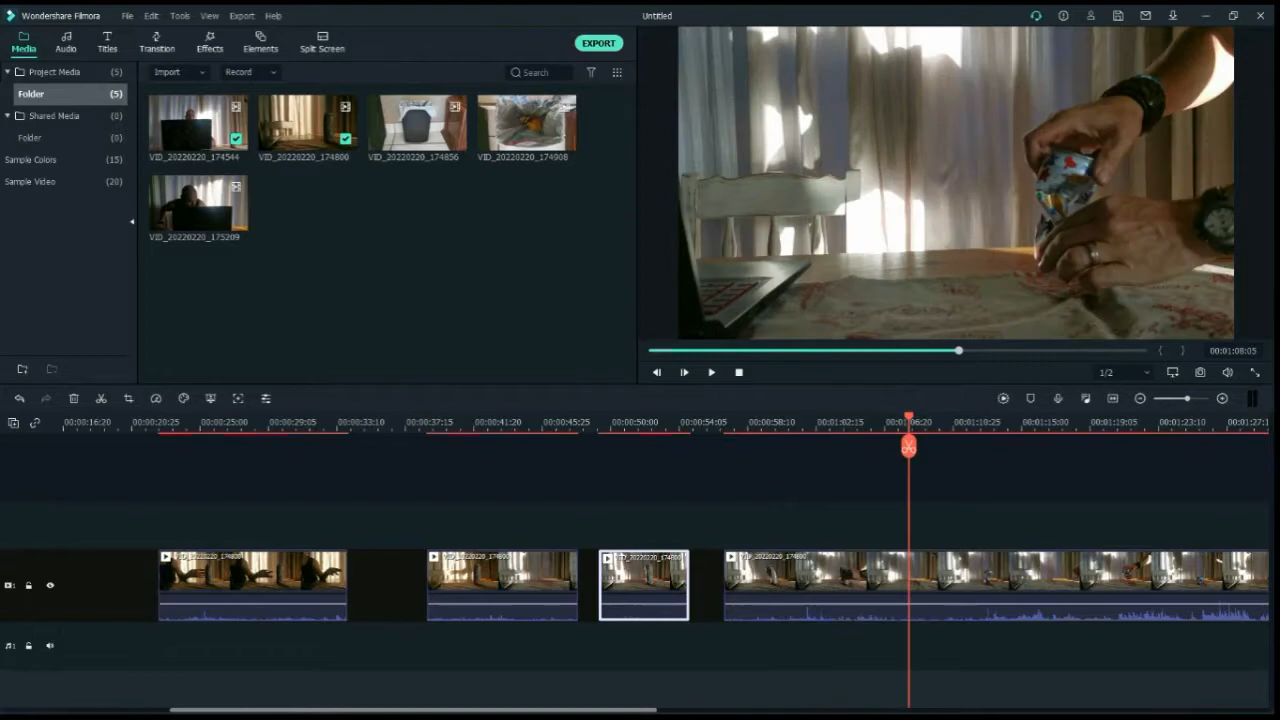 Wondershare Filmora File Edit Tools View Export Help Untitled
Media Audio Titles Transition Effects Elements Split Screen EXPORT
Project Media (5) Import Record Search
Folder (5)
Shared Media (0)
Folder (0)
Sample Colors (15)
Sample Video (20)
VID_20220220_174544 VID_20220220_174800 VID_20220220_174856 VID_20220220_174908
VID_20220220_175209
00:01:08:05
1/2
00:00:16:20 00:00:20:25 00:00:25:00 00:00:29:05 00:00:33:10 00:00:37:15 00:00:41:20 00:00:45:25 00:00:50:00 00:00:54:05 00:00:58:10 00:01:02:15 00:01:06:20 00:01:10:25 00:01:15:00 00:01:19:05 00:01:23:10 00:01:27:1